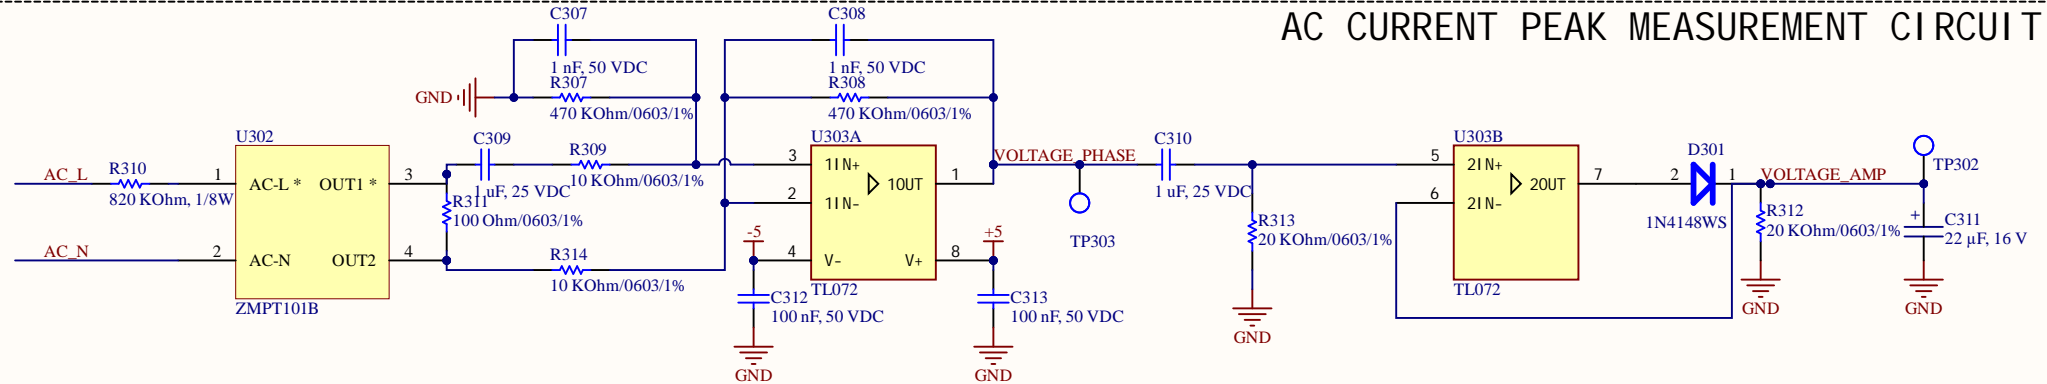 AC CURRENT PEAK MEASUREMENT CIRCUIT
C307
1 nF, 50 VDC
R307
470 KOhm/0603/1%
GND
C308
1 nF, 50 VDC
R308
470 KOhm/0603/1%
AC_L
R310
820 KOhm, 1/8W
AC_N
U302
1 AC-L * OUT1 * 3
2 AC-N OUT2 4
ZMPT101B
C309
1 uF, 25 VDC
R309
10 KOhm/0603/1%
R311
100 Ohm/0603/1%
R314
10 KOhm/0603/1%
U303A
3 1IN+
1OUT 1
2 1IN-
4 V- V+ 8
TL072
-5
+5
C312
100 nF, 50 VDC
GND
C313
100 nF, 50 VDC
GND
VOLTAGE_PHASE
TP303
C310
1 uF, 25 VDC
R313
20 KOhm/0603/1%
GND
U303B
5 2IN+
2OUT 7
6 2IN-
TL072
D301
2 1
1N4148WS
VOLTAGE_AMP
R312
20 KOhm/0603/1%
GND
TP302
+
C311
22 µF, 16 V
GND